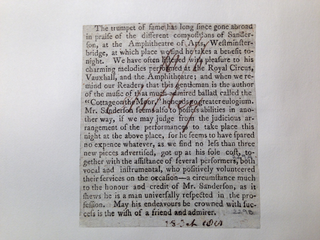 The trumpet of fame has long since gone abroad
in praise of the different compositions of Sander-
son, at the Amphitheatre of Arts, Westminster-
bridge, at which place we find he takes a benefit to-
night. We have often listened with pleasure to his
charming melodies performed at the Royal Circus,
Vauxhall, and the Amphitheatre; and when we re-
mind our Readers that this gentleman is the author
of the music of that much admired ballad called the
"Cottage on the Moor," he needs no greater eulogium.
Mr. Sanderson seems also to possess abilities in ano-
ther way, if we may judge from the judicious ar-
rangement of the performances to take place this
night at the above place, for he seems to have spared
no expence whatever, as we find no less than three
new pieces advertised, got up at his sole cost, to-
gether with the assistance of several performers, both
vocal and instrumental, who positively volunteered
their services on the occasion—a circumstance much
to the honour and credit of Mr. Sanderson, as it
shews he is a man universally respected in the pro-
fession. May his endeavours be crowned with suc-
cess is the wish of a friend and admirer.